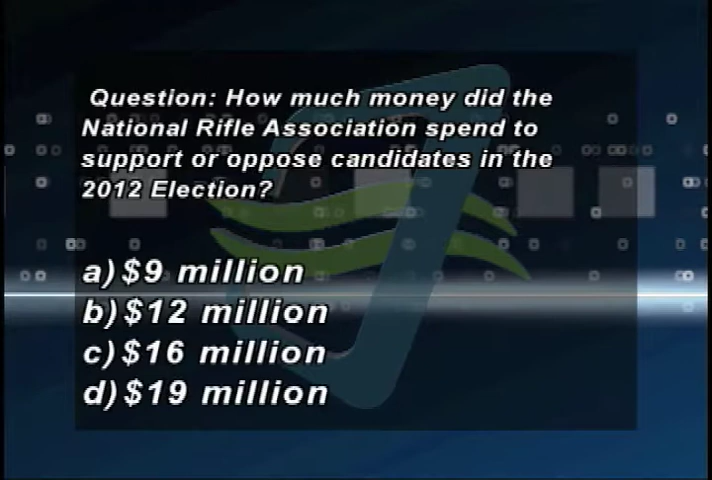 Question: How much money did the
National Rifle Association spend to
support or oppose candidates in the
2012 Election?
a) $9 million
b) $12 million
c) $16 million
d) $19 million